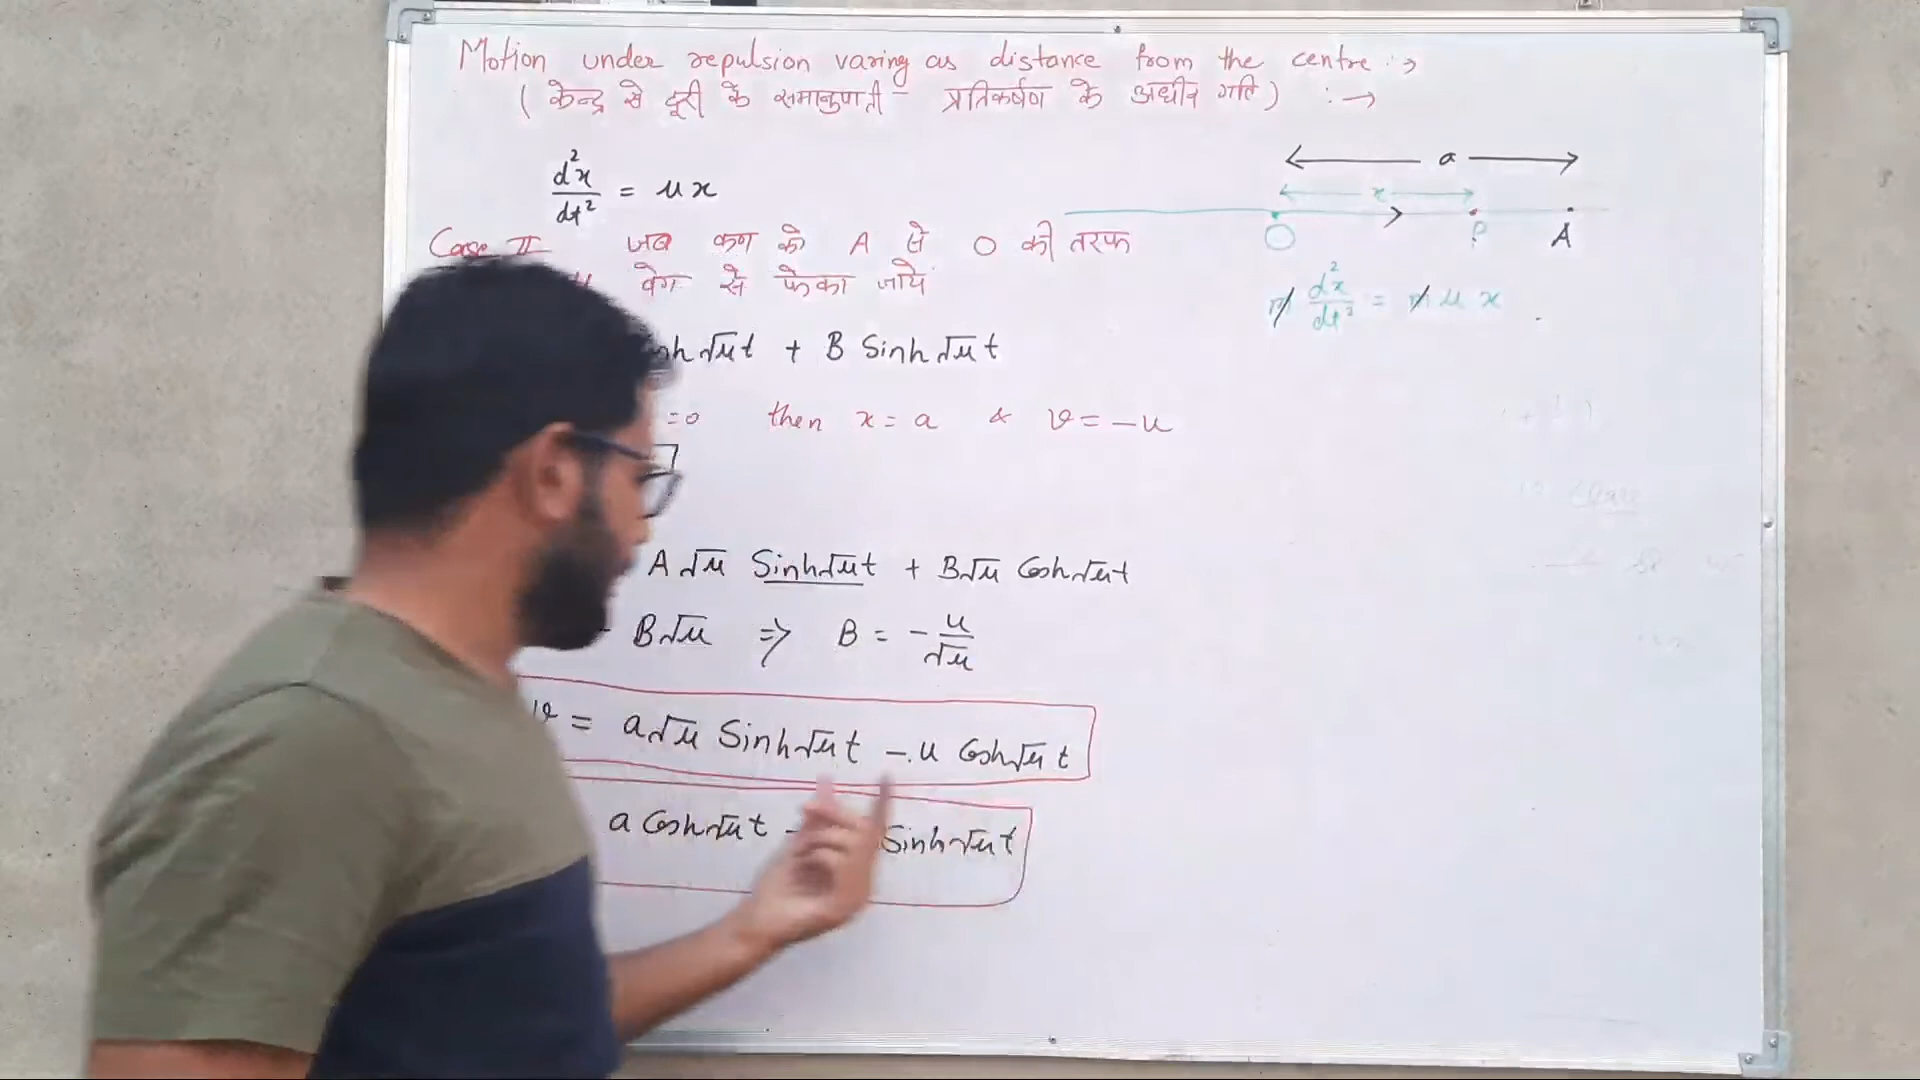 Motion under repulsion varing as distance from the centre :->
( केन्द्र से दूरी के समानुपाती प्रतिकर्षण के अधीन गति ) :->
d²x/dt² = μx
a
x
O P A
Case II जब कण को A से O की तरफ
u वेग से फेका जाये
m d²x/dt² = m μ x
nh√μt + B Sinh√μt
=0 then x = a & v = -u
A√μ Sinh√μt + B√μ Cosh√μt
B√μ => B = - u/√μ
v = a√μ Sinh√μt - u Cosh√μt
a Cosh√μt - Sinh√μt